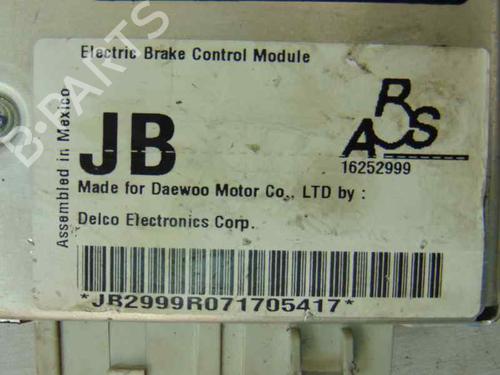 Electric Brake Control Module
Assembled in Mexico
JB
ABS
16252999
Made for Daewoo Motor Co., LTD by :
Delco Electronics Corp.
*JB2999R071705417*
B-PARTS